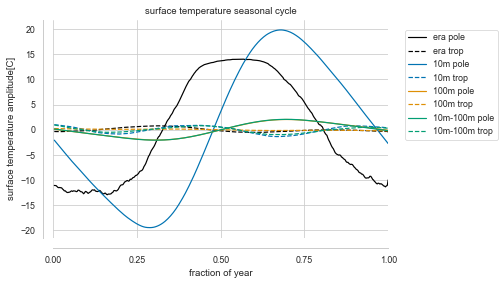 surface temperature seasonal cycle
surface temperature amplitude[C]
20
15
10
5
0
−5
−10
−15
−20
0.00
0.25
0.50
0.75
1.00
fraction of year
era pole
era trop
10m pole
10m trop
100m pole
100m trop
10m-100m pole
10m-100m trop